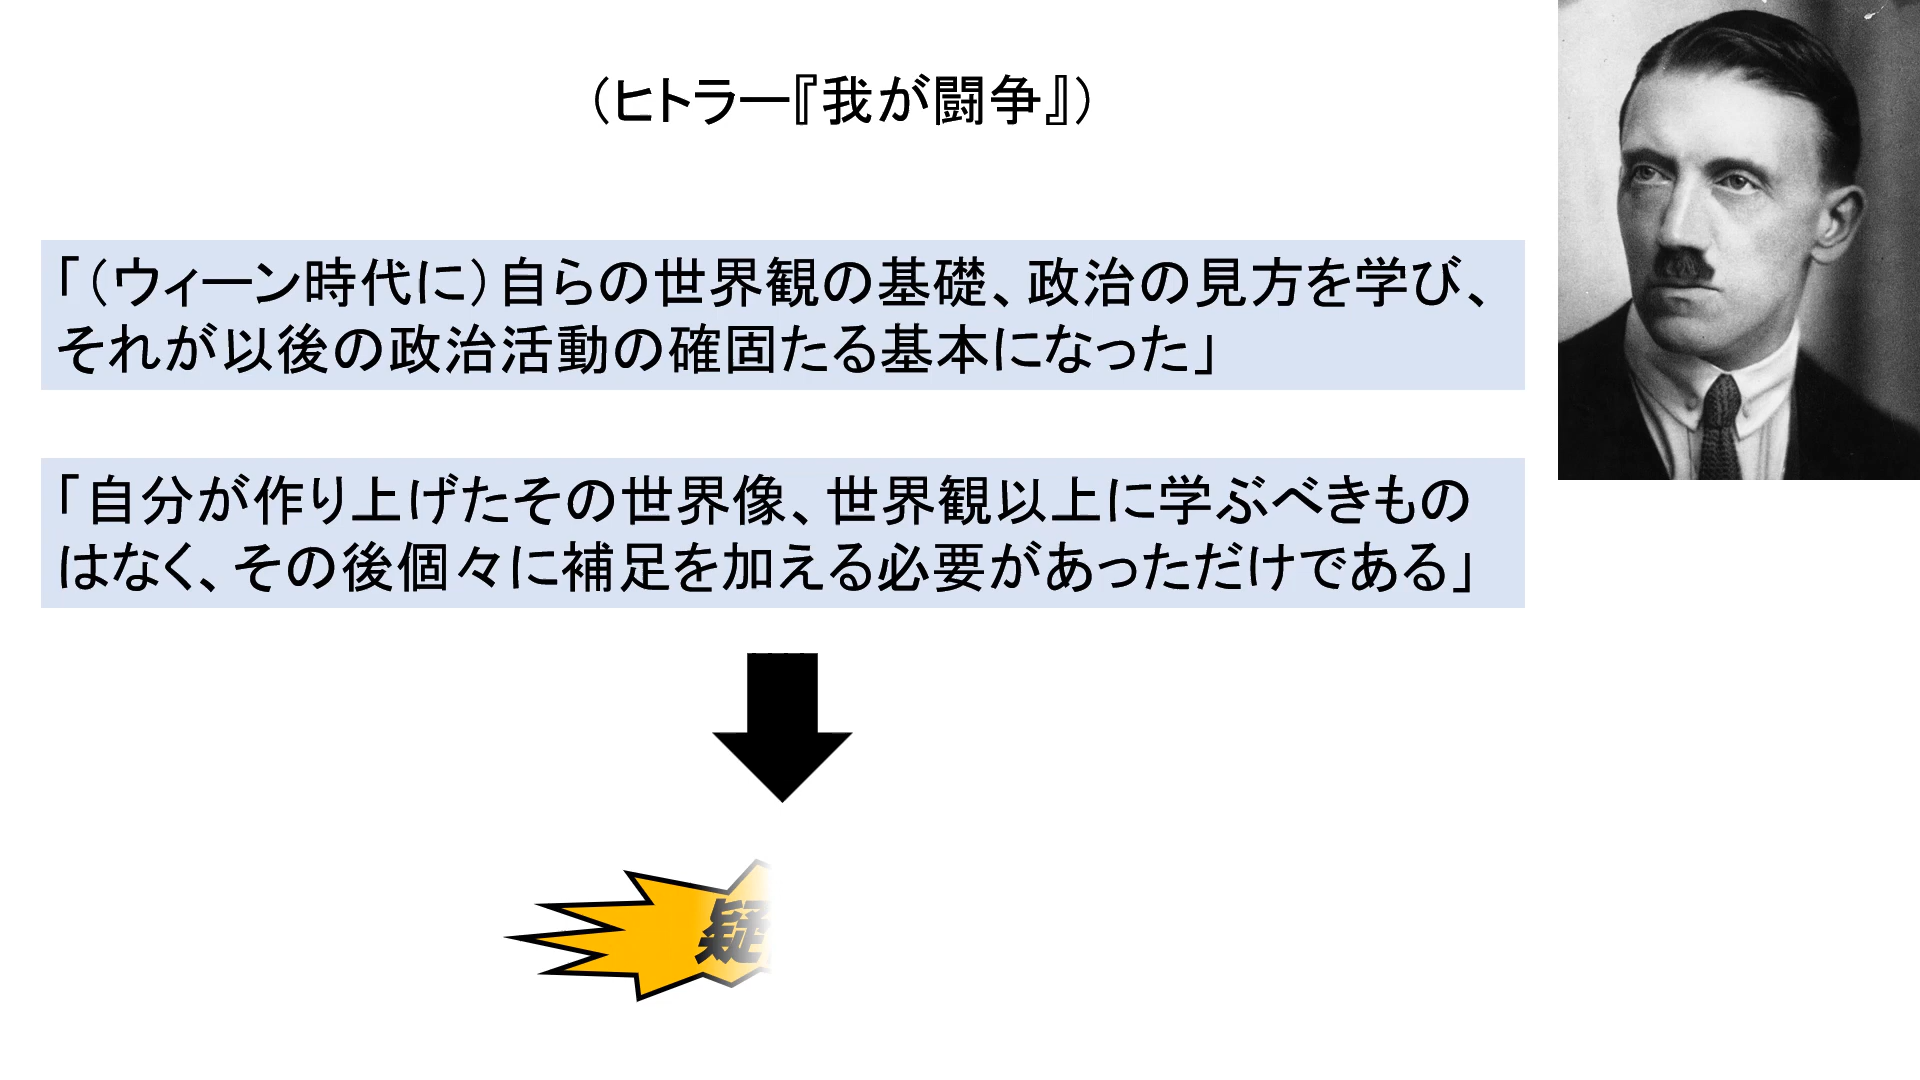 （ヒトラー『我が闘争』）
「（ウィーン時代に）自らの世界観の基礎、政治の見方を学び、
それが以後の政治活動の確固たる基本になった」
「自分が作り上げたその世界像、世界観以上に学ぶべきもの
はなく、その後個々に補足を加える必要があっただけである」
疑